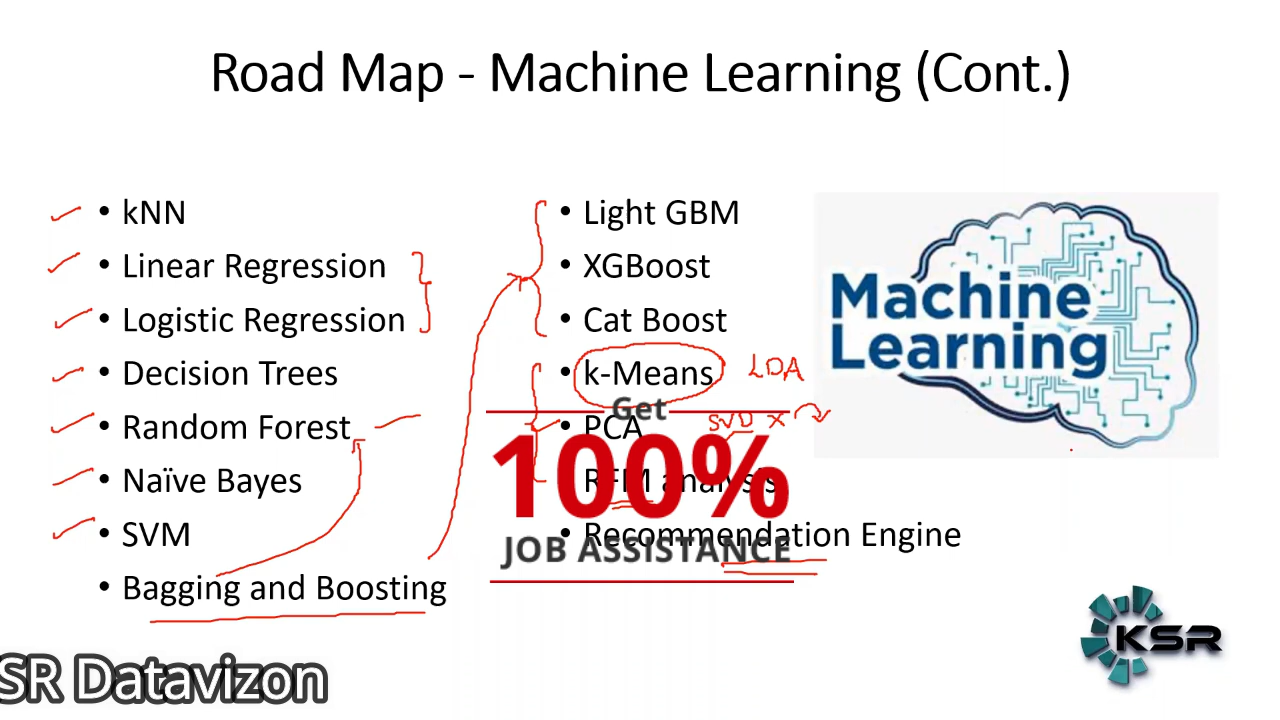 Road Map - Machine Learning (Cont.)
• kNN
• Linear Regression
• Logistic Regression
• Decision Trees
• Random Forest
• Naïve Bayes
• SVM
• Bagging and Boosting
• Light GBM
• XGBoost
• Cat Boost
• k-Means
LDA
• PCA
SVD X
RFM analysis
• Recommendation Engine
Get
100%
JOB ASSISTANCE
Machine
Learning
KSR
SR Datavizon